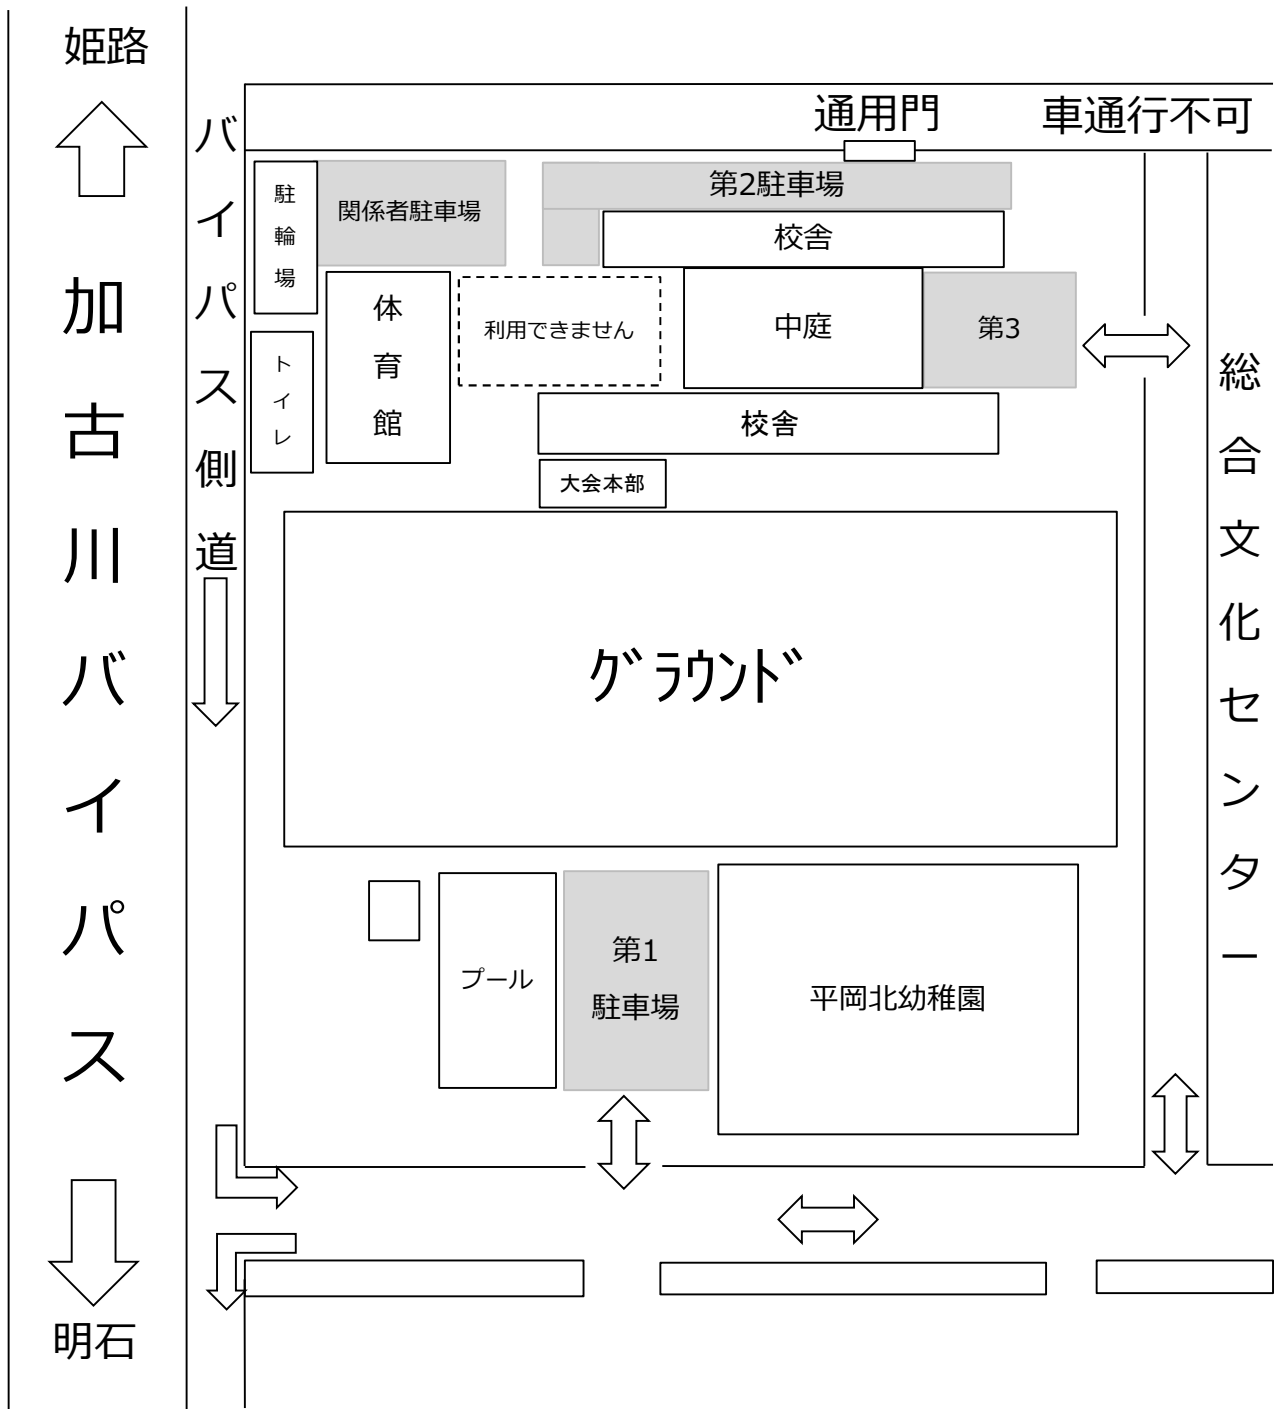 姫路
加古川バイパス
明石
バイパス側道
通用門
車通行不可
駐輪場
関係者駐車場
第2駐車場
校舎
体育館
利用できません
中庭
第3
トイレ
校舎
大会本部
グラウンド
総合文化センター
プール
第1
駐車場
平岡北幼稚園